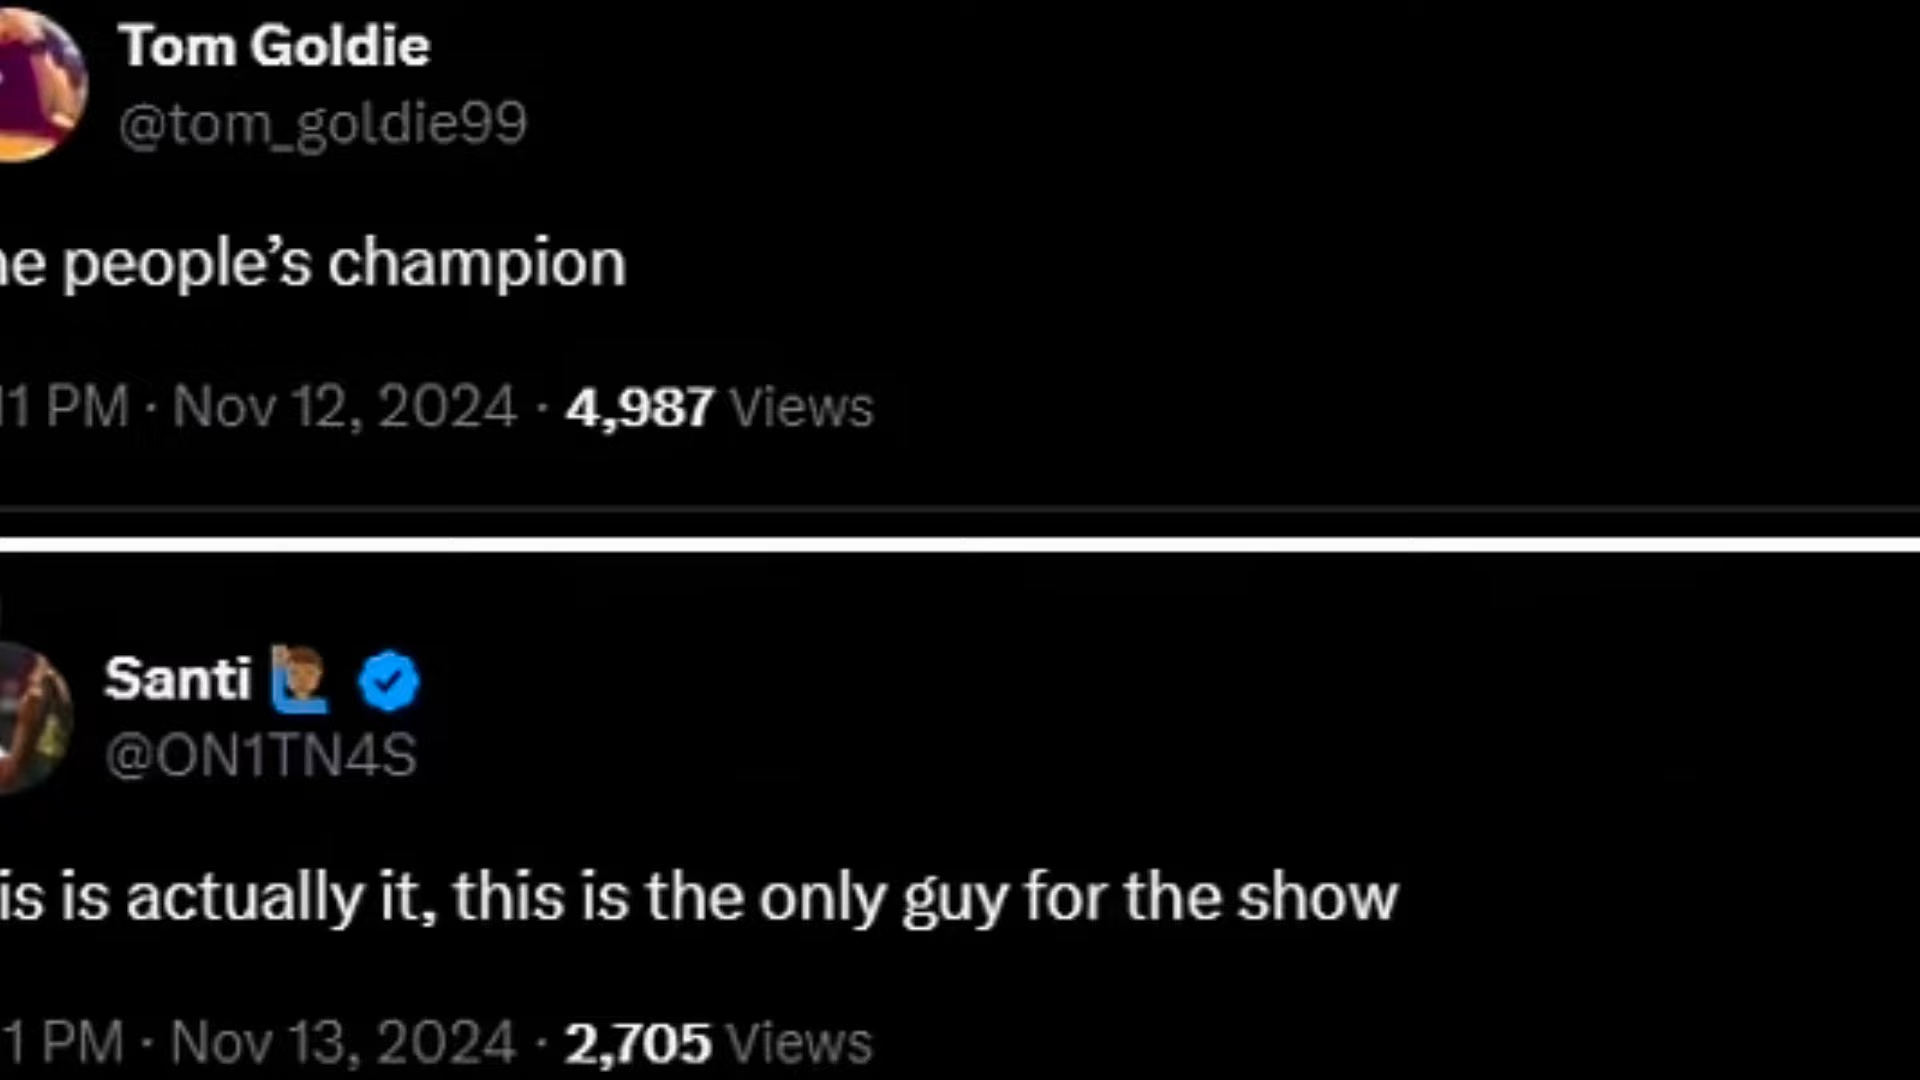 Tom Goldie
@tom_goldie99
he people’s champion
11 PM · Nov 12, 2024 · 4,987 Views
Santi 🙋🏽‍♂️
@ON1TN4S
is is actually it, this is the only guy for the show
1 PM · Nov 13, 2024 · 2,705 Views